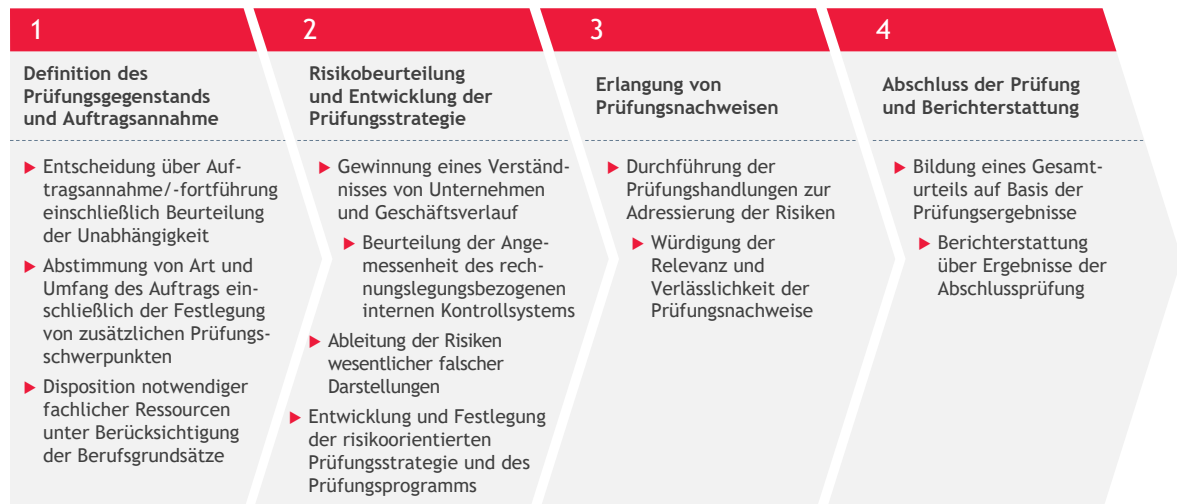 1
Definition des
Prüfungsgegenstands
und Auftragsannahme
▶ Entscheidung über Auf-
tragsannahme/-fortführung
einschließlich Beurteilung
der Unabhängigkeit
▶ Abstimmung von Art und
Umfang des Auftrags ein-
schließlich der Festlegung
von zusätzlichen Prüfungs-
schwerpunkten
▶ Disposition notwendiger
fachlicher Ressourcen
unter Berücksichtigung
der Berufsgrundsätze
2
Risikobeurteilung
und Entwicklung der
Prüfungsstrategie
▶ Gewinnung eines Verständ-
nisses von Unternehmen
und Geschäftsverlauf
▶ Beurteilung der Ange-
messenheit des rech-
nungslegungsbezogenen
internen Kontrollsystems
▶ Ableitung der Risiken
wesentlicher falscher
Darstellungen
▶ Entwicklung und Festlegung
der risikoorientierten
Prüfungsstrategie und des
Prüfungsprogramms
3
Erlangung von
Prüfungsnachweisen
▶ Durchführung der
Prüfungshandlungen zur
Adressierung der Risiken
▶ Würdigung der
Relevanz und
Verlässlichkeit der
Prüfungsnachweise
4
Abschluss der Prüfung
und Berichterstattung
▶ Bildung eines Gesamt-
urteils auf Basis der
Prüfungsergebnisse
▶ Berichterstattung
über Ergebnisse der
Abschlussprüfung